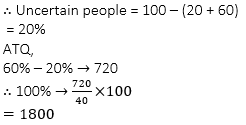 ∴ Uncertain people = 100 – (20 + 60)
= 20%
ATQ,
60% – 20% → 720
∴ 100% → 720/40 ×100
= 1800